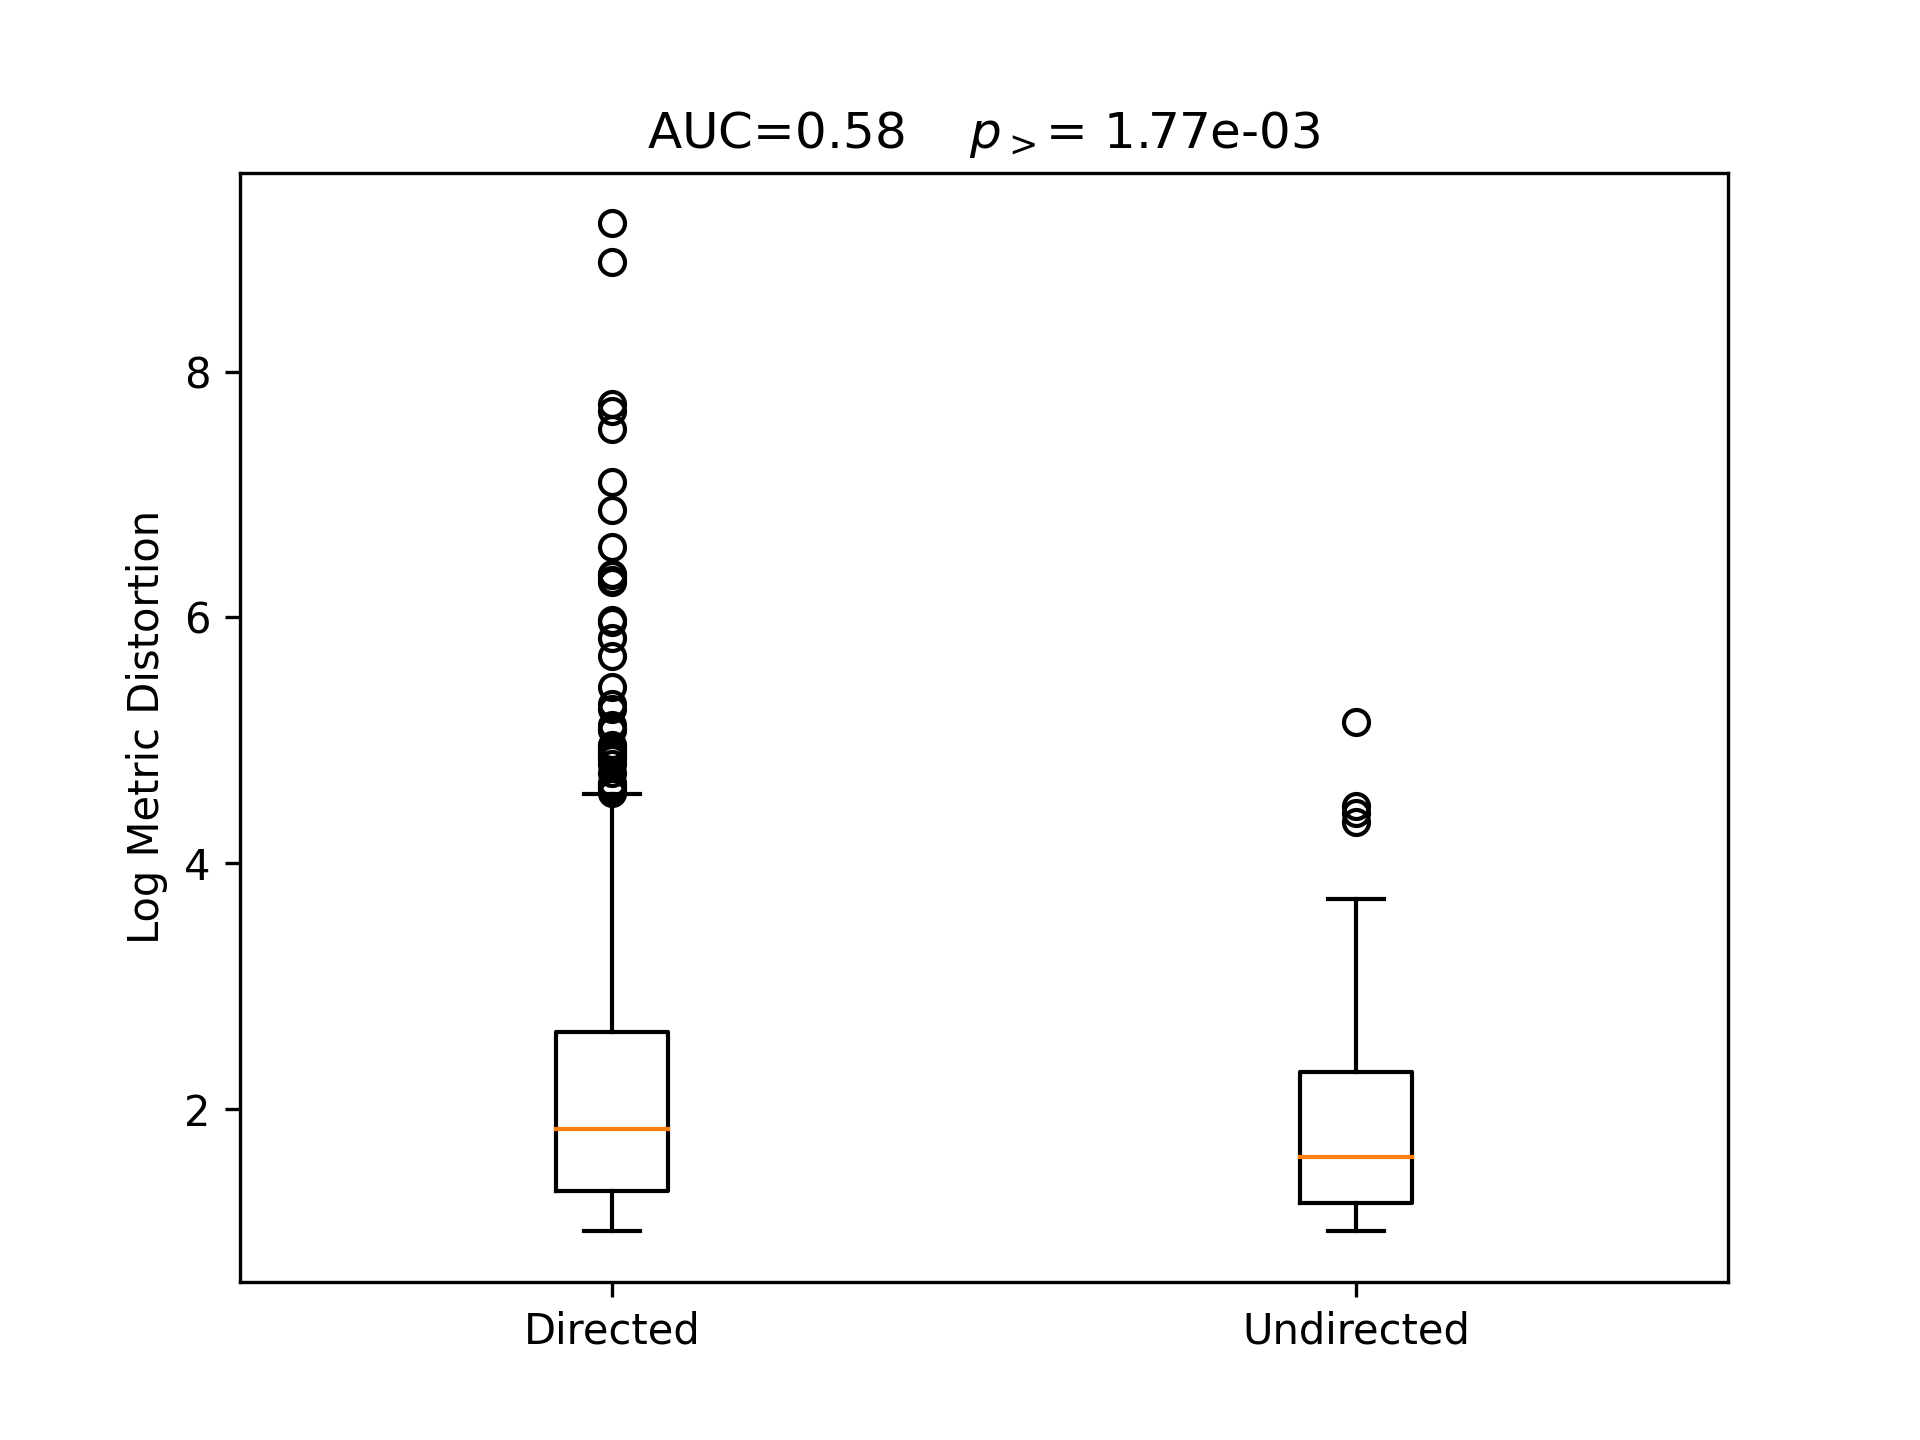 AUC=0.58 p>= 1.77e-03
Log Metric Distortion
8
6
4
2
Directed
Undirected